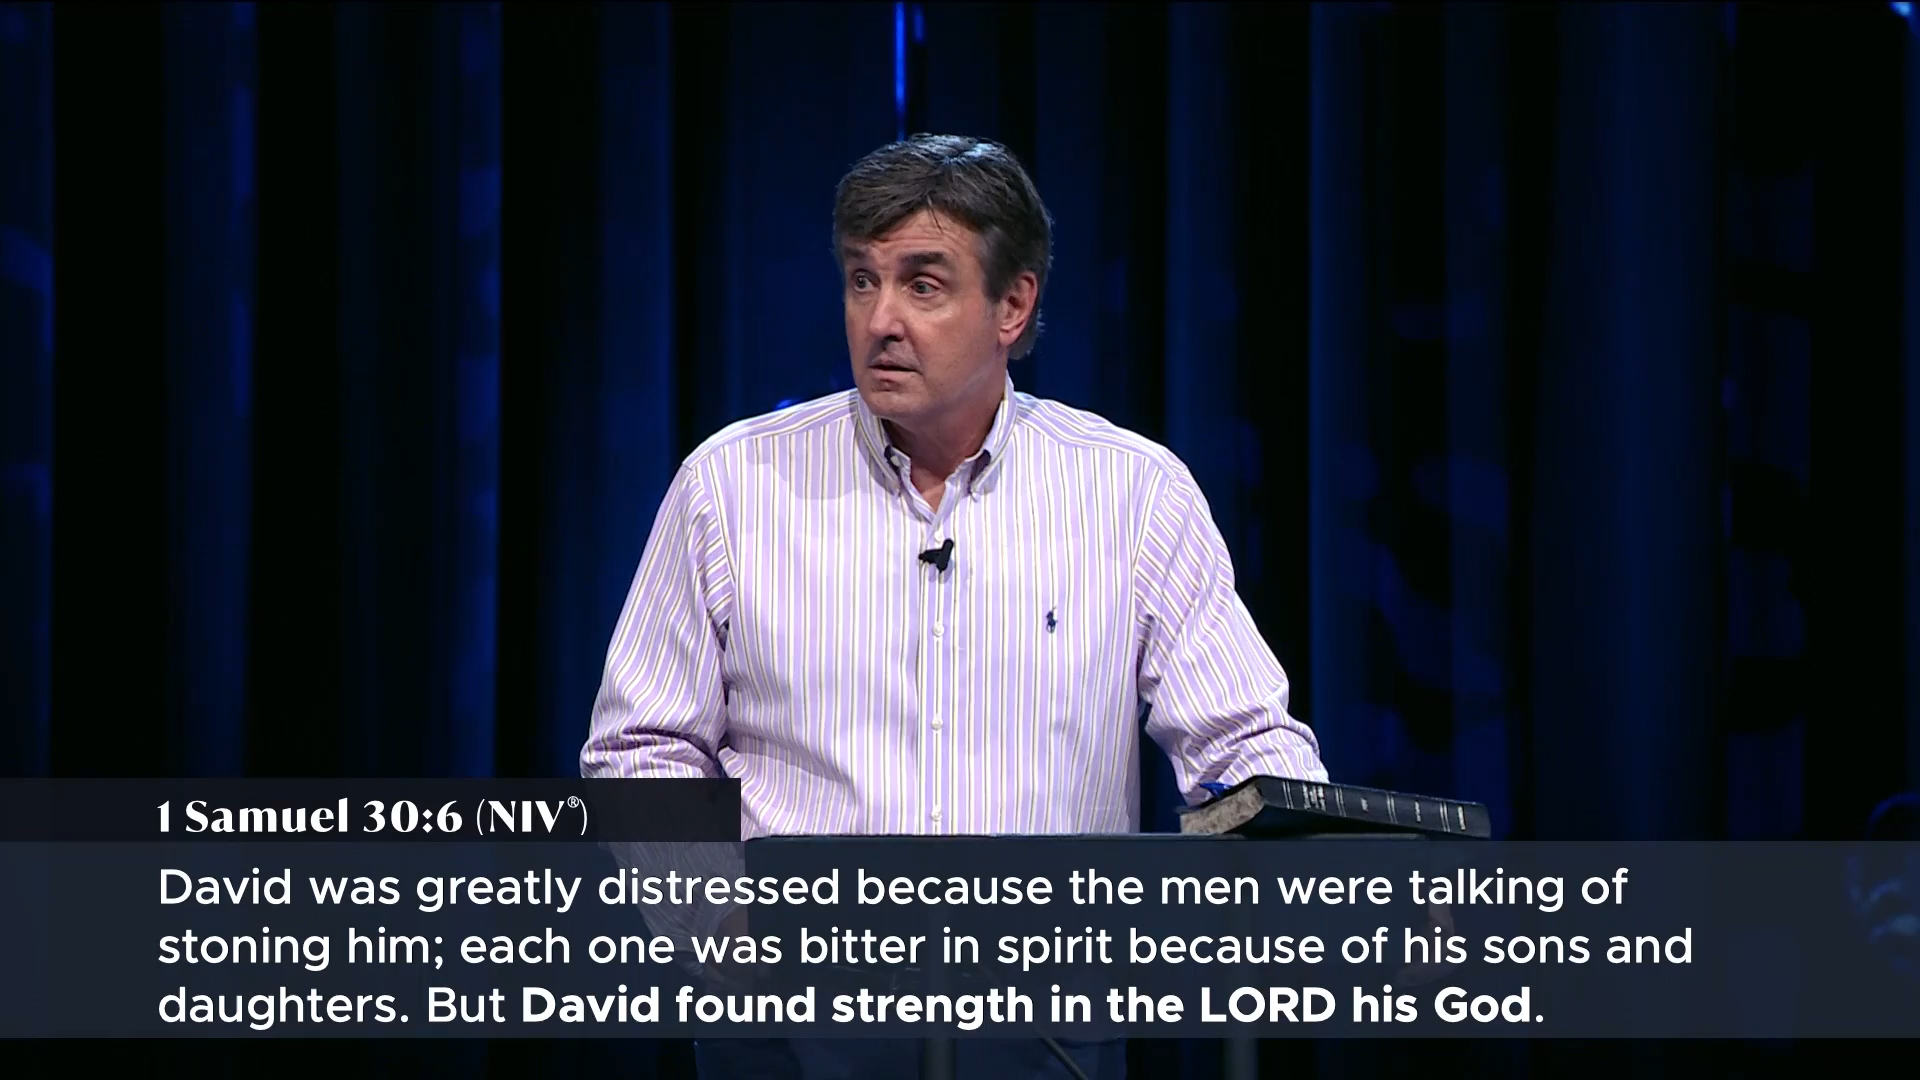 1 Samuel 30:6 (NIV®)
David was greatly distressed because the men were talking of
stoning him; each one was bitter in spirit because of his sons and
daughters. But David found strength in the LORD his God.